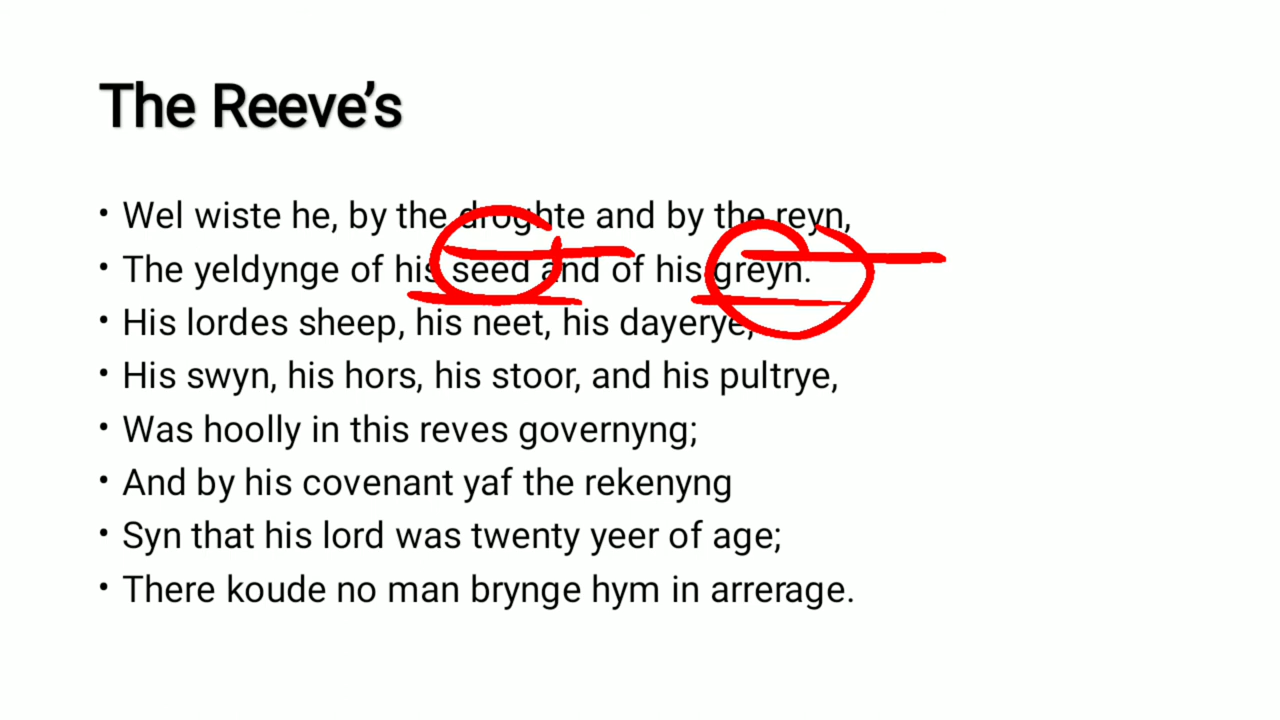 The Reeve's
• Wel wiste he, by the droghte and by the reyn,
• The yeldynge of his seed and of his greyn.
• His lordes sheep, his neet, his dayerye,
• His swyn, his hors, his stoor, and his pultrye,
• Was hoolly in this reves governyng;
• And by his covenant yaf the rekenyng
• Syn that his lord was twenty yeer of age;
• There koude no man brynge hym in arrerage.